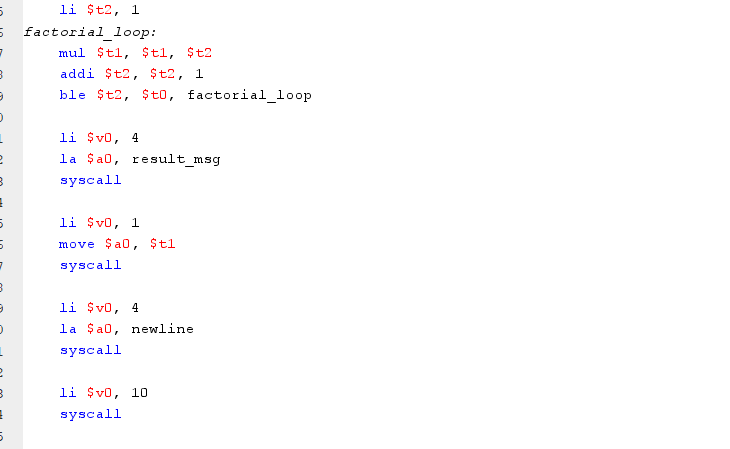 li $t2, 1
factorial_loop:
mul $t1, $t1, $t2
addi $t2, $t2, 1
ble $t2, $t0, factorial_loop
li $v0, 4
la $a0, result_msg
syscall
li $v0, 1
move $a0, $t1
syscall
li $v0, 4
la $a0, newline
syscall
li $v0, 10
syscall